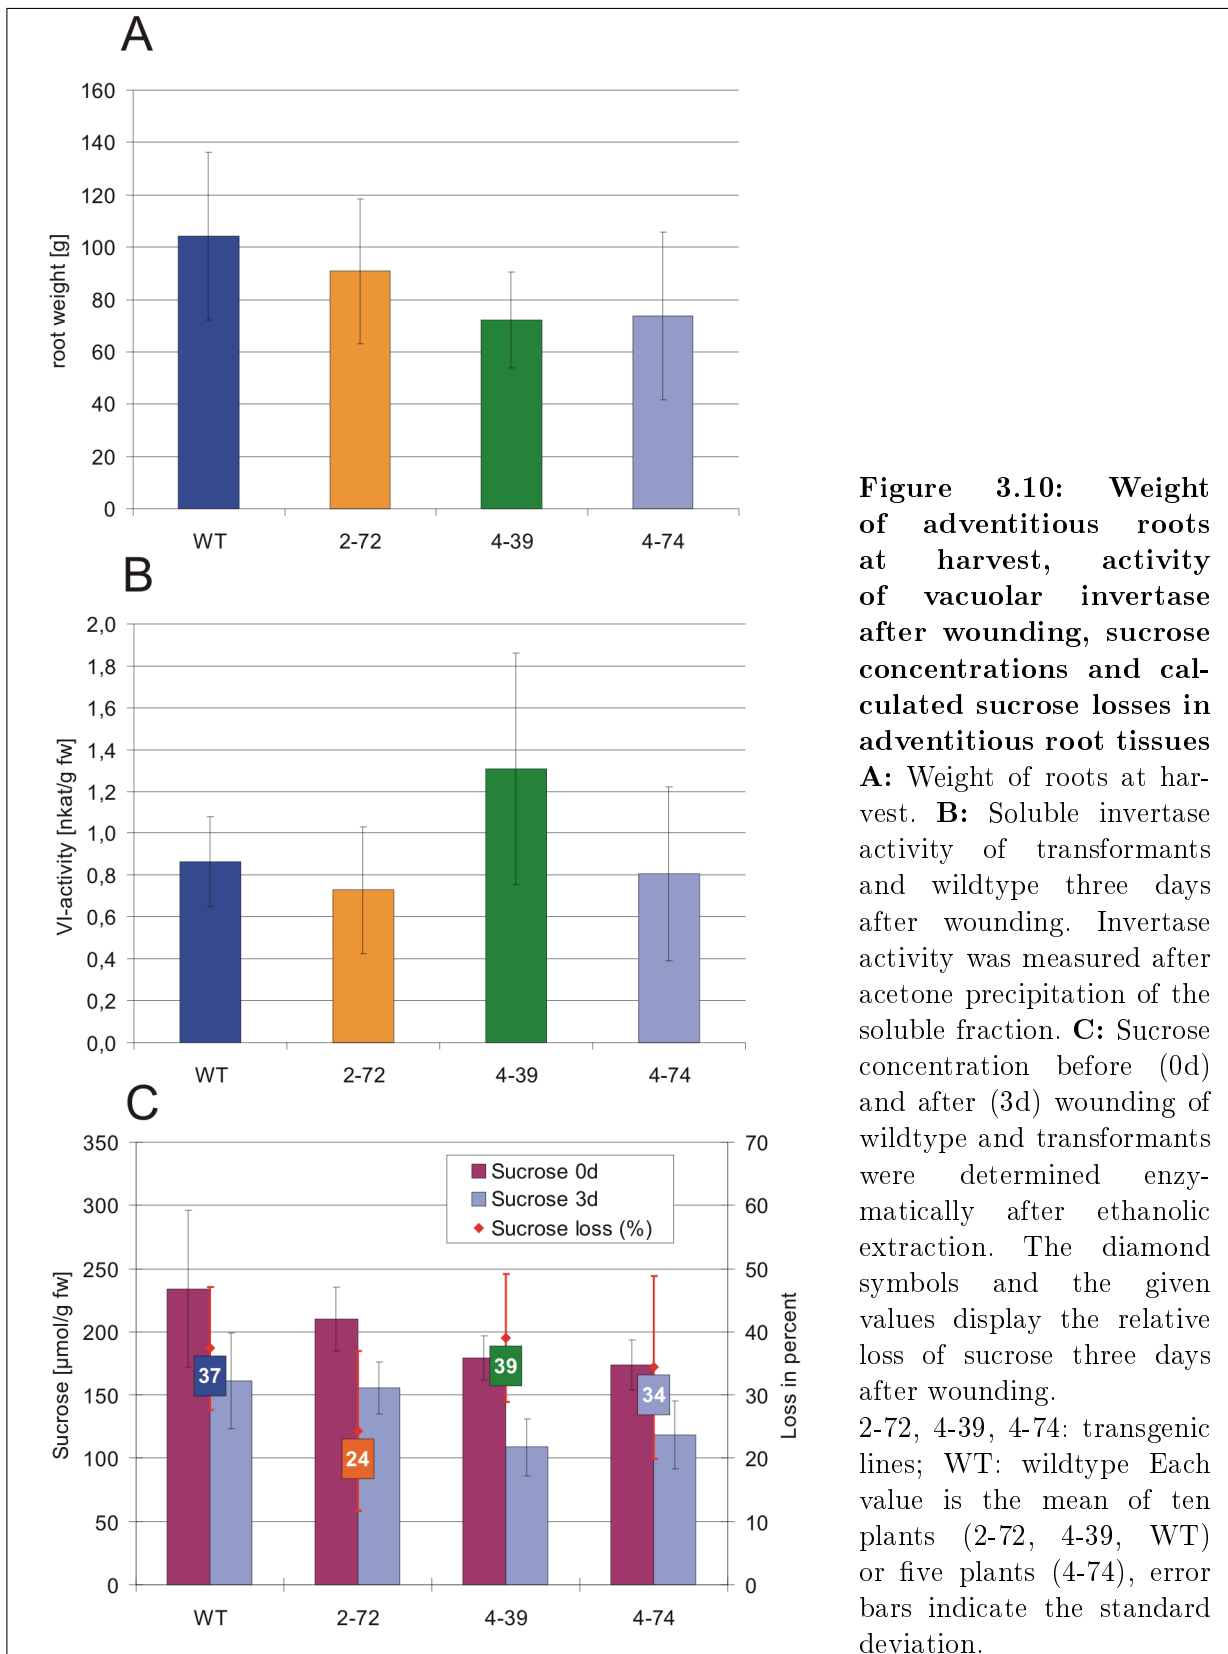 A
160
140
120
100
80
60
40
20
0
root weight [g]
WT 2-72 4-39 4-74
B
2,0
1,8
1,6
1,4
1,2
1,0
0,8
0,6
0,4
0,2
0,0
VI-activity [nkat/g fw]
WT 2-72 4-39 4-74
C
350
300
250
200
150
100
50
0
Sucrose [µmol/g fw]
Sucrose 0d
Sucrose 3d
Sucrose loss (%)
37
24
39
34
70
60
50
40
30
20
10
0
Loss in percent
WT 2-72 4-39 4-74
Figure 3.10: Weight
of adventitious roots
at harvest, activity
of vacuolar invertase
after wounding, sucrose
concentrations and cal-
culated sucrose losses in
adventitious root tissues
A: Weight of roots at har-
vest. B: Soluble invertase
activity of transformants
and wildtype three days
after wounding. Invertase
activity was measured after
acetone precipitation of the
soluble fraction. C: Sucrose
concentration before (0d)
and after (3d) wounding of
wildtype and transformants
were determined enzy-
matically after ethanolic
extraction. The diamond
symbols and the given
values display the relative
loss of sucrose three days
after wounding.
2-72, 4-39, 4-74: transgenic
lines; WT: wildtype Each
value is the mean of ten
plants (2-72, 4-39, WT)
or five plants (4-74), error
bars indicate the standard
deviation.